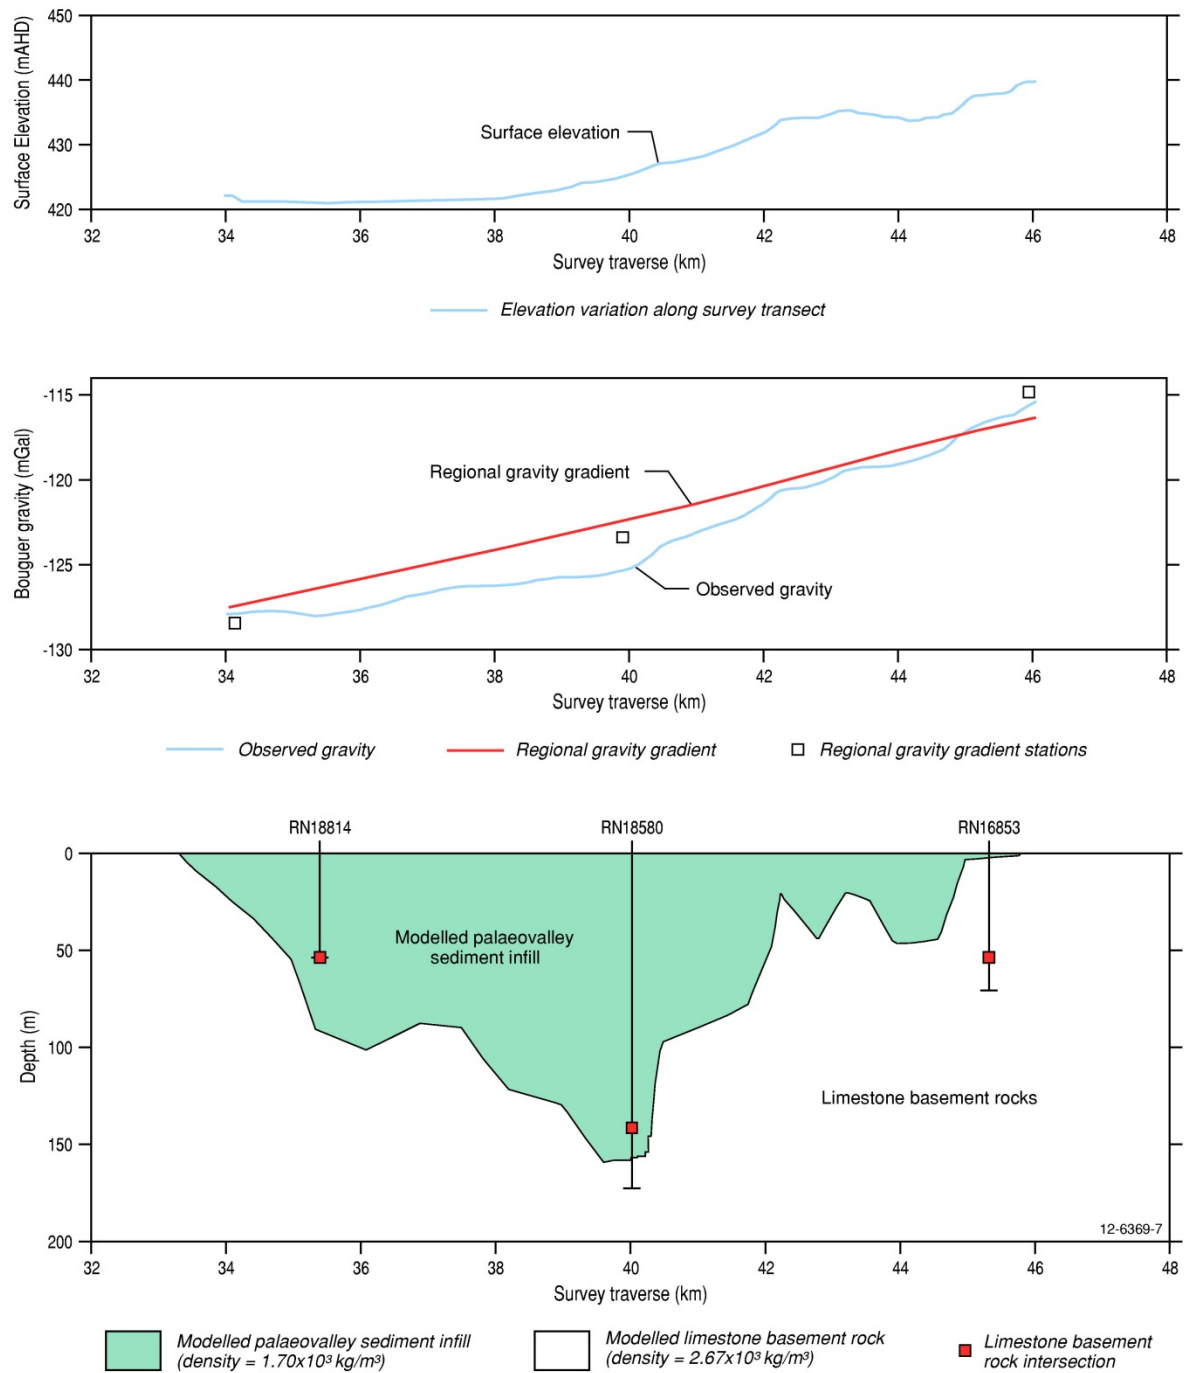 450
440
430
420
Surface Elevation (mAHD)
Surface elevation
32 34 36 38 40 42 44 46 48
Survey traverse (km)
Elevation variation along survey transect
-115
-120
-125
-130
Bouguer gravity (mGal)
Regional gravity gradient
Observed gravity
32 34 36 38 40 42 44 46 48
Survey traverse (km)
Observed gravity Regional gravity gradient Regional gravity gradient stations
RN18814 RN18580 RN16853
0
50
100
150
200
Depth (m)
Modelled palaeovalley
sediment infill
Limestone basement rocks
12-6369-7
32 34 36 38 40 42 44 46 48
Survey traverse (km)
Modelled palaeovalley sediment infill
(density = 1.70x10³ kg/m³)
Modelled limestone basement rock
(density = 2.67x10³ kg/m³)
Limestone basement
rock intersection